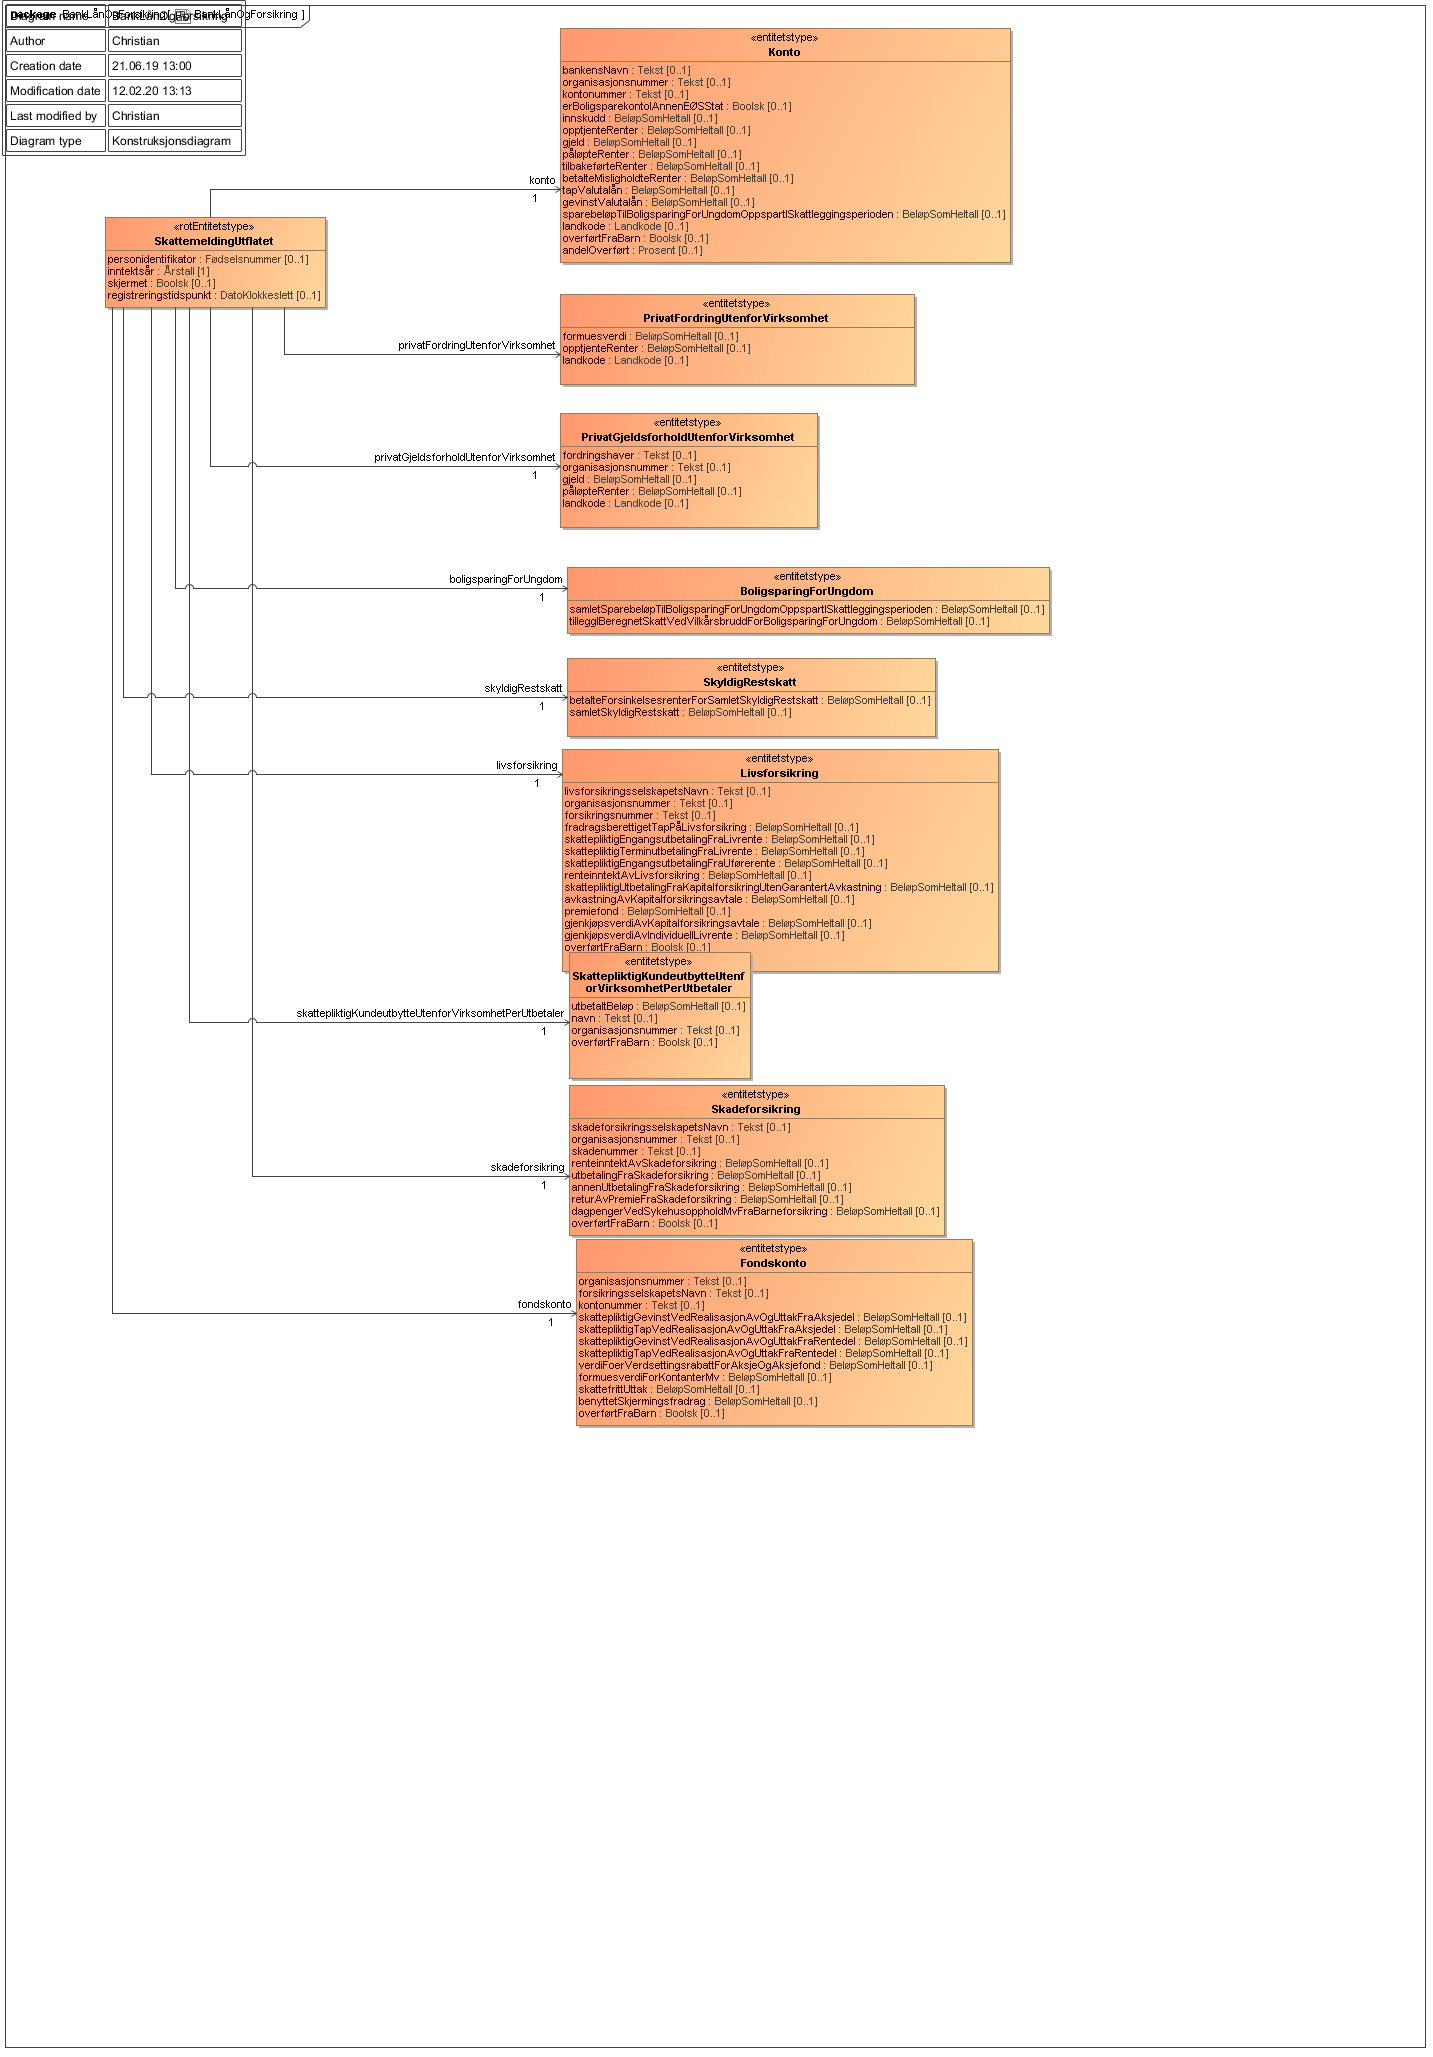 package BankLånOgForsikring [ BankLånOgForsikring ]
Diagram name BankLånOgForsikring
Author Christian
Creation date 21.06.19 13:00
Modification date 12.02.20 13:13
Last modified by Christian
Diagram type Konstruksjonsdiagram
«rotEntitetstype»
SkattemeldingUtflatet
personidentifikator : Fødselsnummer [0..1]
inntektsår : Årstall [1]
skjermet : Boolsk [0..1]
registreringstidspunkt : DatoKlokkeslett [0..1]
konto
1
«entitetstype»
Konto
bankensNavn : Tekst [0..1]
organisasjonsnummer : Tekst [0..1]
kontonummer : Tekst [0..1]
erBoligsparekontoIAnnenEØSStat : Boolsk [0..1]
innskudd : BeløpSomHeltall [0..1]
opptjenteRenter : BeløpSomHeltall [0..1]
gjeld : BeløpSomHeltall [0..1]
påløpteRenter : BeløpSomHeltall [0..1]
tilbakeførteRenter : BeløpSomHeltall [0..1]
betalteMisligholdteRenter : BeløpSomHeltall [0..1]
tapValutalån : BeløpSomHeltall [0..1]
gevinstValutalån : BeløpSomHeltall [0..1]
sparebeløpTilBoligsparingForUngdomOppspartISkattleggingsperioden : BeløpSomHeltall [0..1]
landkode : Landkode [0..1]
overførtFraBarn : Boolsk [0..1]
andelOverført : Prosent [0..1]
privatFordringUtenforVirksomhet
«entitetstype»
PrivatFordringUtenforVirksomhet
formuesverdi : BeløpSomHeltall [0..1]
opptjenteRenter : BeløpSomHeltall [0..1]
landkode : Landkode [0..1]
privatGjeldsforholdUtenforVirksomhet
1
«entitetstype»
PrivatGjeldsforholdUtenforVirksomhet
fordringshaver : Tekst [0..1]
organisasjonsnummer : Tekst [0..1]
gjeld : BeløpSomHeltall [0..1]
påløpteRenter : BeløpSomHeltall [0..1]
landkode : Landkode [0..1]
boligsparingForUngdom
1
«entitetstype»
BoligsparingForUngdom
samletSparebeløpTilBoligsparingForUngdomOppspartISkattleggingsperioden : BeløpSomHeltall [0..1]
tilleggIBeregnetSkattVedVilkårsbruddForBoligsparingForUngdom : BeløpSomHeltall [0..1]
skyldigRestskatt
1
«entitetstype»
SkyldigRestskatt
betalteForsinkelsesrenterForSamletSkyldigRestskatt : BeløpSomHeltall [0..1]
samletSkyldigRestskatt : BeløpSomHeltall [0..1]
livsforsikring
1
«entitetstype»
Livsforsikring
livsforsikringsselskapetsNavn : Tekst [0..1]
organisasjonsnummer : Tekst [0..1]
forsikringsnummer : Tekst [0..1]
fradragsberettigetTapPåLivsforsikring : BeløpSomHeltall [0..1]
skattepliktigEngangsutbetalingFraLivrente : BeløpSomHeltall [0..1]
skattepliktigTerminutbetalingFraLivrente : BeløpSomHeltall [0..1]
skattepliktigEngangsutbetalingFraUførerente : BeløpSomHeltall [0..1]
renteinntektAvLivsforsikring : BeløpSomHeltall [0..1]
skattepliktigUtbetalingFraKapitalforsikringUtenGarantertAvkastning : BeløpSomHeltall [0..1]
avkastningAvKapitalforsikringsavtale : BeløpSomHeltall [0..1]
premiefond : BeløpSomHeltall [0..1]
gjenkjøpsverdiAvKapitalforsikringsavtale : BeløpSomHeltall [0..1]
gjenkjøpsverdiAvIndividuellLivrente : BeløpSomHeltall [0..1]
overførtFraBarn : Boolsk [0..1]
skattepliktigKundeutbytteUtenforVirksomhetPerUtbetaler
1
«entitetstype»
SkattepliktigKundeutbytteUtenf
orVirksomhetPerUtbetaler
utbetaltBeløp : BeløpSomHeltall [0..1]
navn : Tekst [0..1]
organisasjonsnummer : Tekst [0..1]
overførtFraBarn : Boolsk [0..1]
skadeforsikring
1
«entitetstype»
Skadeforsikring
skadeforsikringsselskapetsNavn : Tekst [0..1]
organisasjonsnummer : Tekst [0..1]
skadenummer : Tekst [0..1]
renteinntektAvSkadeforsikring : BeløpSomHeltall [0..1]
utbetalingFraSkadeforsikring : BeløpSomHeltall [0..1]
annenUtbetalingFraSkadeforsikring : BeløpSomHeltall [0..1]
returAvPremieFraSkadeforsikring : BeløpSomHeltall [0..1]
dagpengerVedSykehusoppholdMvFraBarneforsikring : BeløpSomHeltall [0..1]
overførtFraBarn : Boolsk [0..1]
fondskonto
1
«entitetstype»
Fondskonto
organisasjonsnummer : Tekst [0..1]
forsikringsselskapetsNavn : Tekst [0..1]
kontonummer : Tekst [0..1]
skattepliktigGevinstVedRealisasjonAvOgUttakFraAksjedel : BeløpSomHeltall [0..1]
skattepliktigTapVedRealisasjonAvOgUttakFraAksjedel : BeløpSomHeltall [0..1]
skattepliktigGevinstVedRealisasjonAvOgUttakFraRentedel : BeløpSomHeltall [0..1]
skattepliktigTapVedRealisasjonAvOgUttakFraRentedel : BeløpSomHeltall [0..1]
verdiFoerVerdsettingsrabattForAksjeOgAksjefond : BeløpSomHeltall [0..1]
formuesverdiForKontanterMv : BeløpSomHeltall [0..1]
skattefrittUttak : BeløpSomHeltall [0..1]
benyttetSkjermingsfradrag : BeløpSomHeltall [0..1]
overførtFraBarn : Boolsk [0..1]